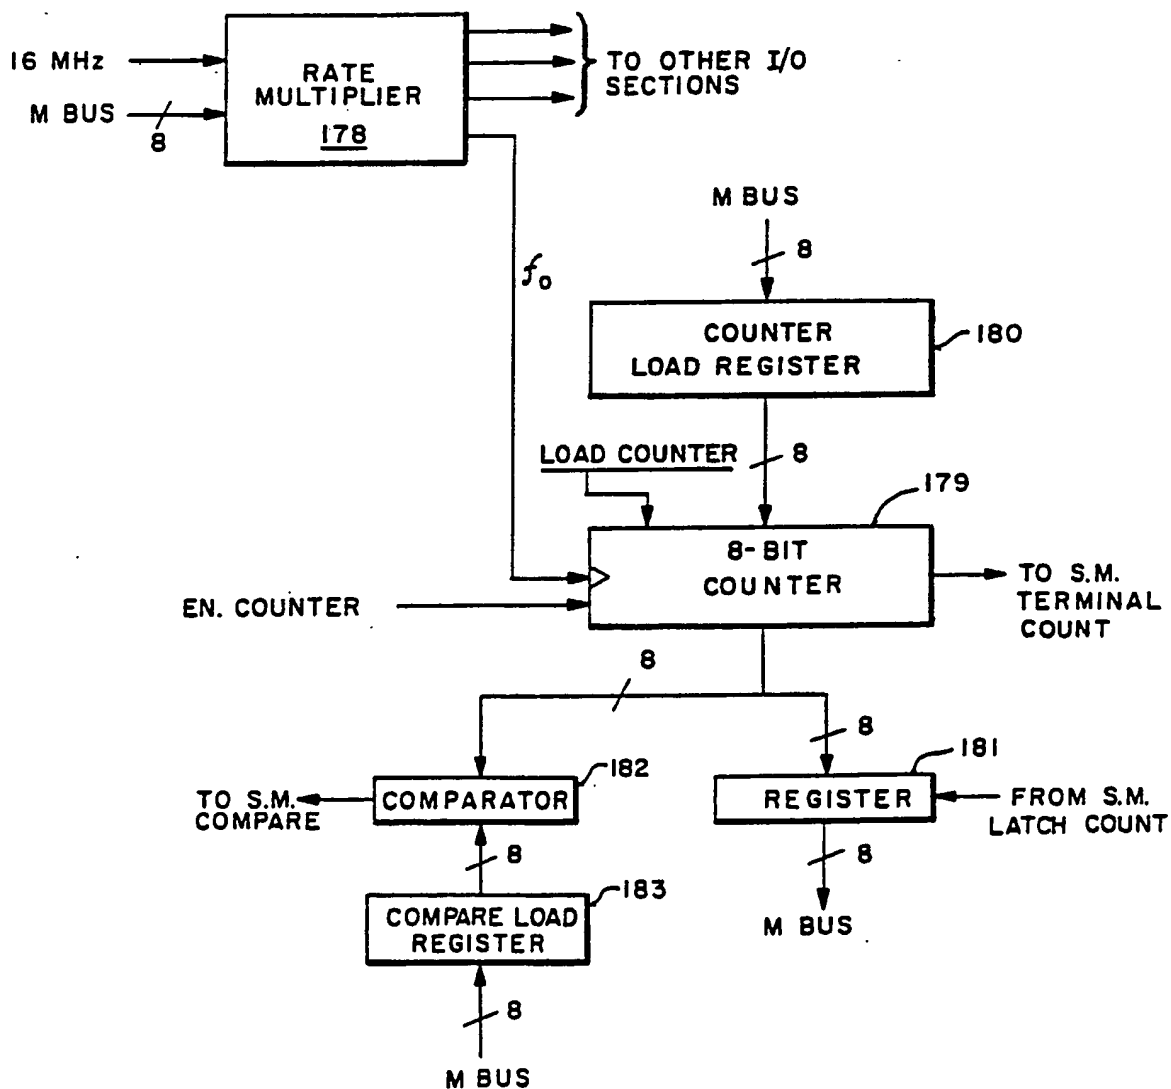 16 MHz
M BUS
8
RATE
MULTIPLIER
178
TO OTHER I/O
SECTIONS
M BUS
8
fo
COUNTER
LOAD REGISTER
180
LOAD COUNTER
8
179
8-BIT
COUNTER
EN. COUNTER
TO S.M.
TERMINAL
COUNT
8
8
182
181
TO S.M.
COMPARE
COMPARATOR
REGISTER
FROM S.M.
LATCH COUNT
8
8
183
COMPARE LOAD
REGISTER
M BUS
8
M BUS